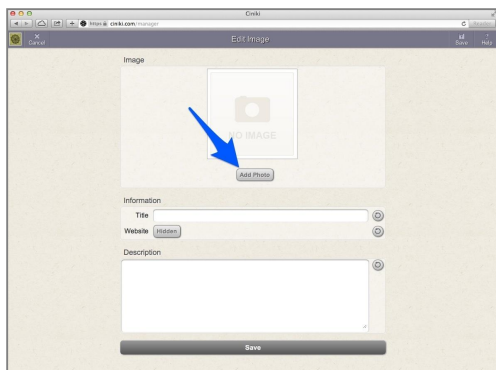 Ciniki
https ciniki.com/manager
Reader
Cancel
Edit Image
Save
Help
Image
NO IMAGE
Add Photo
Information
Title
Website Hidden
Description
Save